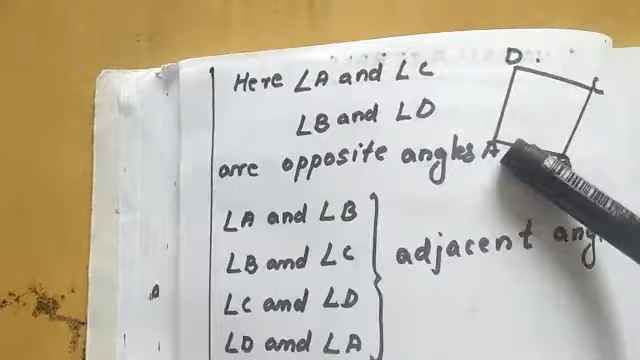 Here ∠A and ∠C
∠B and ∠D
are opposite angles
∠A and ∠B
∠B and ∠C
∠C and ∠D
∠D and ∠A
adjacent ang
D
C
A
A